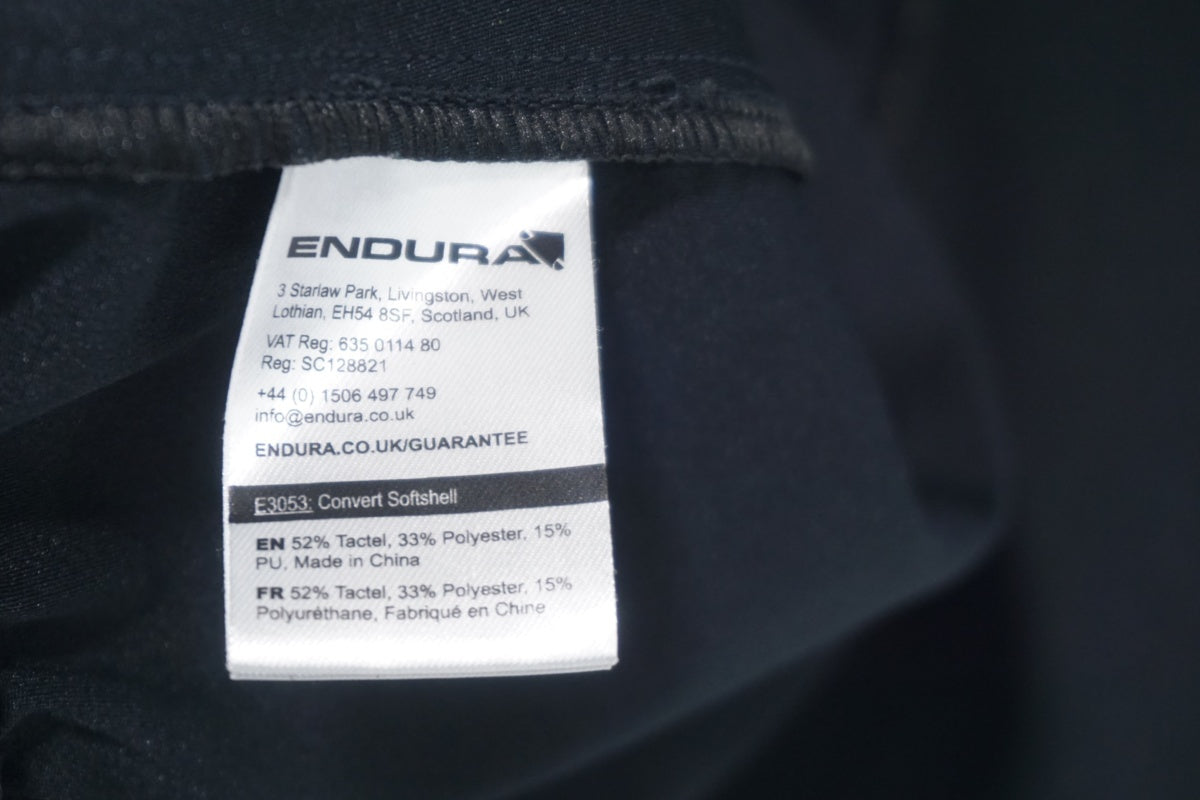 ENDURA
3 Starlaw Park, Livingston, West
Lothian, EH54 8SF, Scotland, UK
VAT Reg: 635 0114 80
Reg: SC128821
+44 (0) 1506 497 749
info@endura.co.uk
ENDURA.CO.UK/GUARANTEE
E3053: Convert Softshell
EN 52% Tactel, 33% Polyester, 15%
PU, Made in China
FR 52% Tactel, 33% Polyester, 15%
Polyuréthane, Fabriqué en Chine